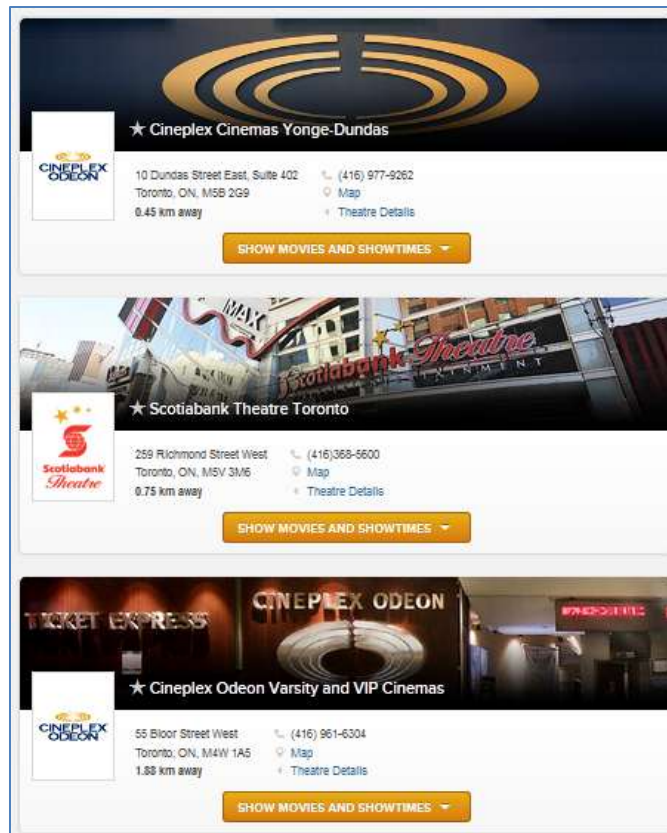 Cineplex Cinemas Yonge-Dundas
CINEPLEX
ODEON
10 Dundas Street East, Suite 402
Toronto, ON, M5B 2G9
0.45 km away
(416) 977-9262
Map
Theatre Details
SHOW MOVIES AND SHOWTIMES
IMAX
Scotiabank Theatre
ENTERTAINMENT
Scotiabank Theatre Toronto
Scotiabank
Theatre
259 Richmond Street West
Toronto, ON, M5V 3M6
0.75 km away
(416)368-5600
Map
Theatre Details
SHOW MOVIES AND SHOWTIMES
TICKET EXPRESS
CINEPLEX ODEON
Cineplex Odeon Varsity and VIP Cinemas
CINEPLEX
ODEON
55 Bloor Street West
Toronto, ON, M4W 1A5
1.88 km away
(416) 961-6304
Map
Theatre Details
SHOW MOVIES AND SHOWTIMES